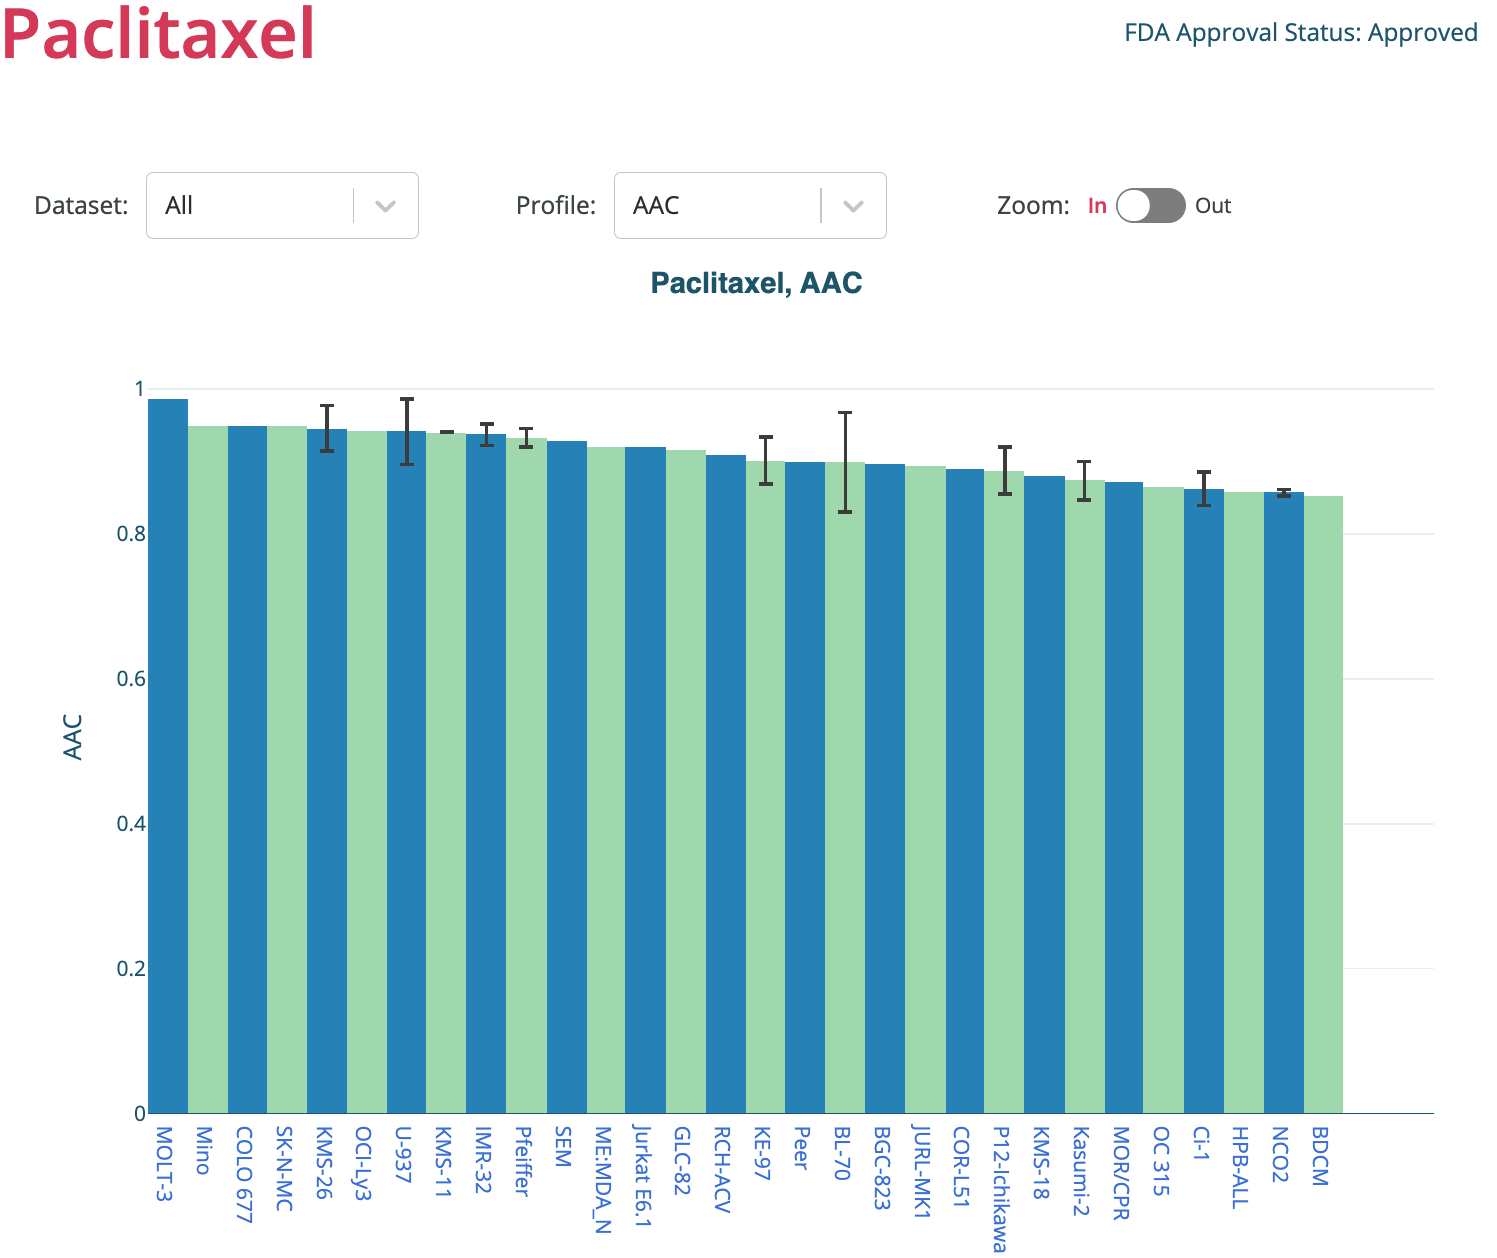 Paclitaxel
FDA Approval Status: Approved
Dataset: All Profile: AAC Zoom: In Out
Paclitaxel, AAC
1
0.8
0.6
0.4
0.2
0
AAC
MOLT-3
Mino
COLO 677
SK-N-MC
KMS-26
OCI-Ly3
U-937
KMS-11
IMR-32
Pfeiffer
SEM
ME:MDA_N
Jurkat E6.1
GLC-82
RCH-ACV
KE-97
Peer
BL-70
BGC-823
JURL-MK1
COR-L51
P12-Ichikawa
KMS-18
Kasumi-2
MOR/CPR
OC 315
Ci-1
HPB-ALL
NCO2
BDCM